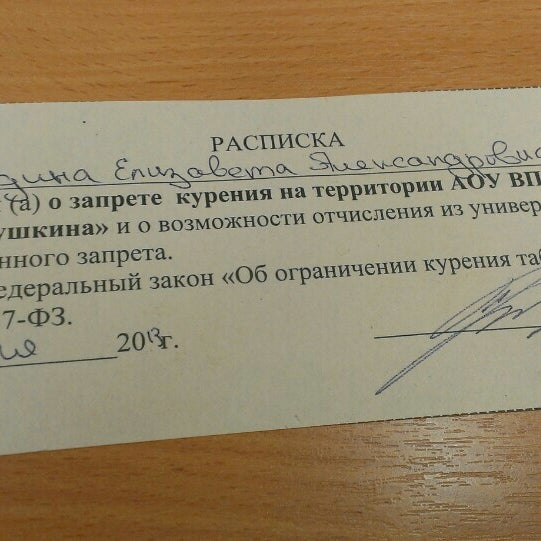 РАСПИСКА
дина Елизавета Александровна
(а) о запрете курения на территории АОУ ВП
ушкина» и о возможности отчисления из универ
нного запрета.
едеральный закон «Об ограничении курения таб
7-ФЗ.
2013г.